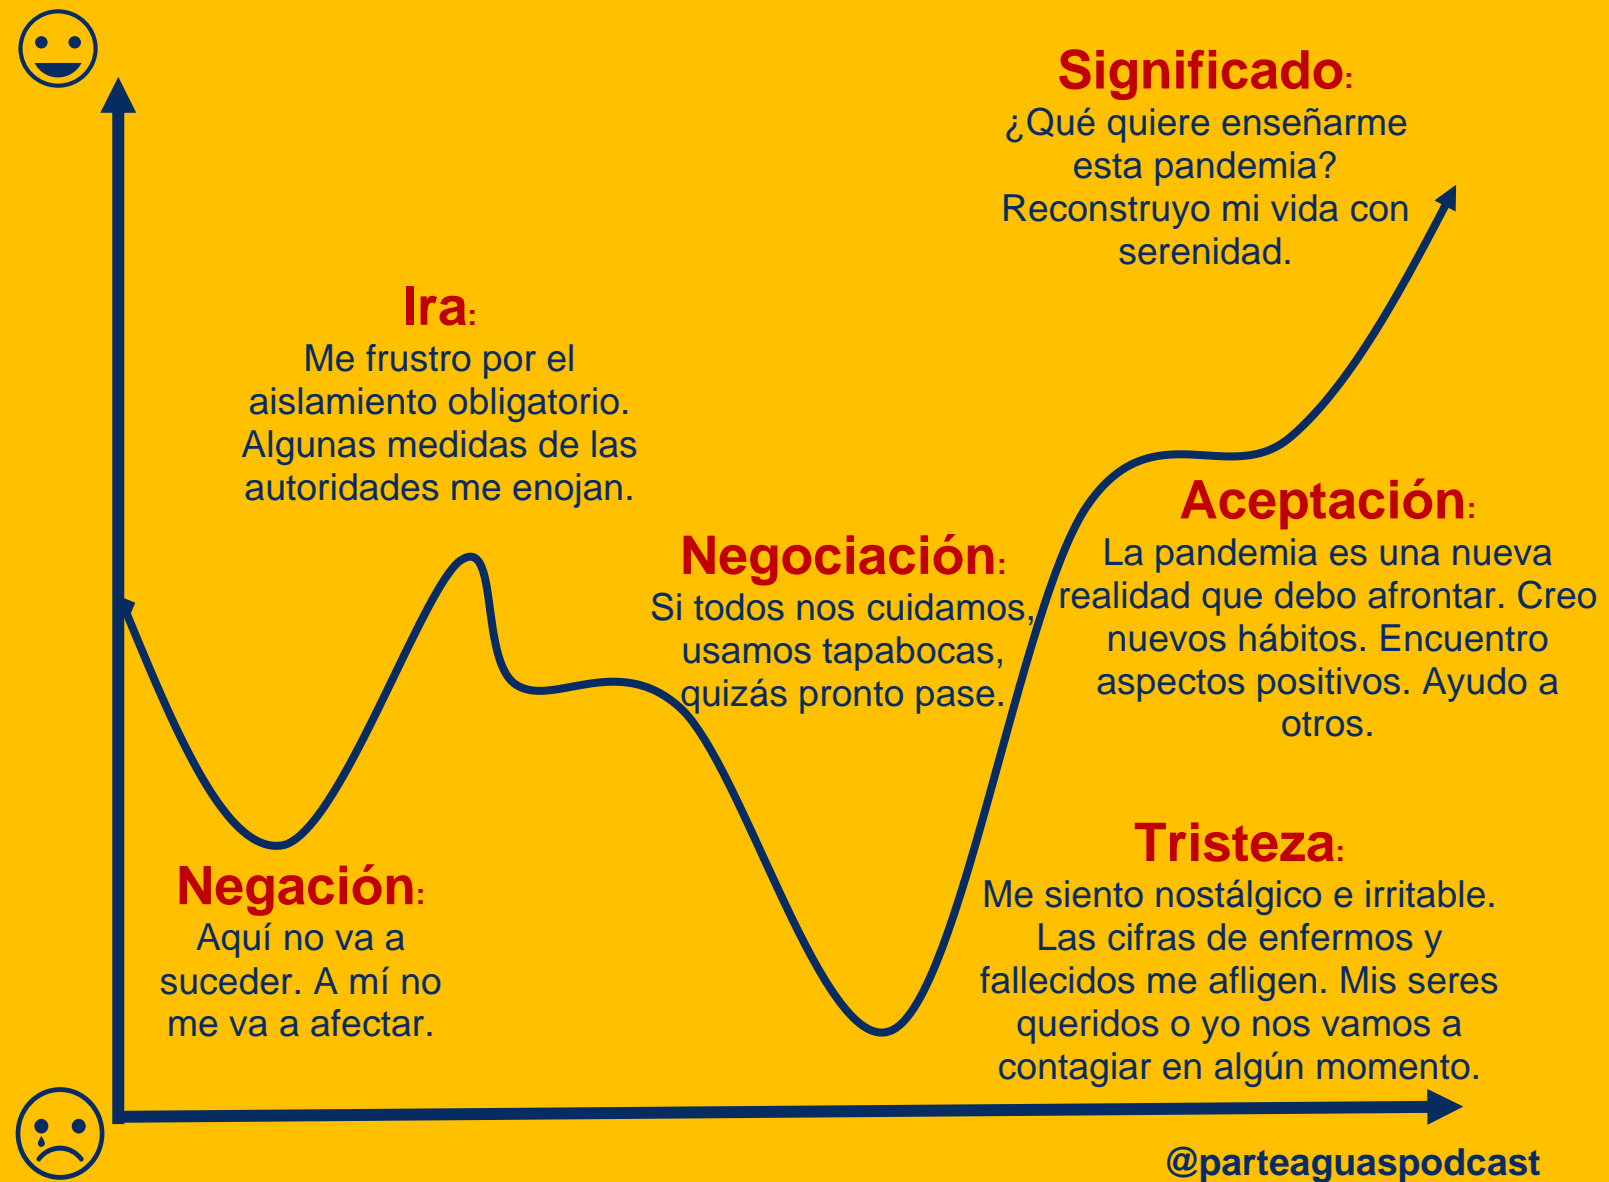 Significado:
¿Qué quiere enseñarme
esta pandemia?
Reconstruyo mi vida con
serenidad.
Ira:
Me frustro por el
aislamiento obligatorio.
Algunas medidas de las
autoridades me enojan.
Negociación:
Si todos nos cuidamos,
usamos tapabocas,
quizás pronto pase.
Aceptación:
La pandemia es una nueva
realidad que debo afrontar. Creo
nuevos hábitos. Encuentro
aspectos positivos. Ayudo a
otros.
Negación:
Aquí no va a
suceder. A mí no
me va a afectar.
Tristeza:
Me siento nostálgico e irritable.
Las cifras de enfermos y
fallecidos me afligen. Mis seres
queridos o yo nos vamos a
contagiar en algún momento.
@parteaguaspodcast